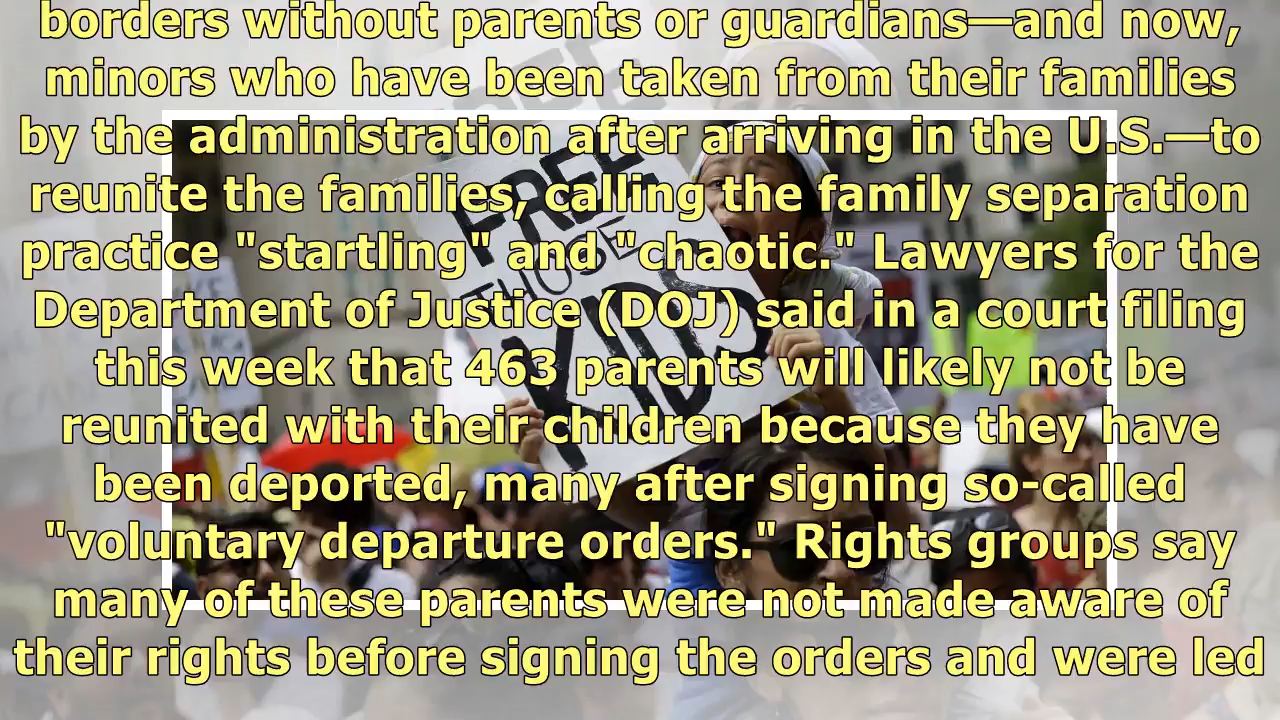 borders without parents or guardians—and now,
minors who have been taken from their families
by the administration after arriving in the U.S.—to
reunite the families, calling the family separation
practice "startling" and "chaotic." Lawyers for the
Department of Justice (DOJ) said in a court filing
this week that 463 parents will likely not be
reunited with their children because they have
been deported, many after signing so-called
"voluntary departure orders." Rights groups say
many of these parents were not made aware of
their rights before signing the orders and were led
FREE
THOSE
KIDS